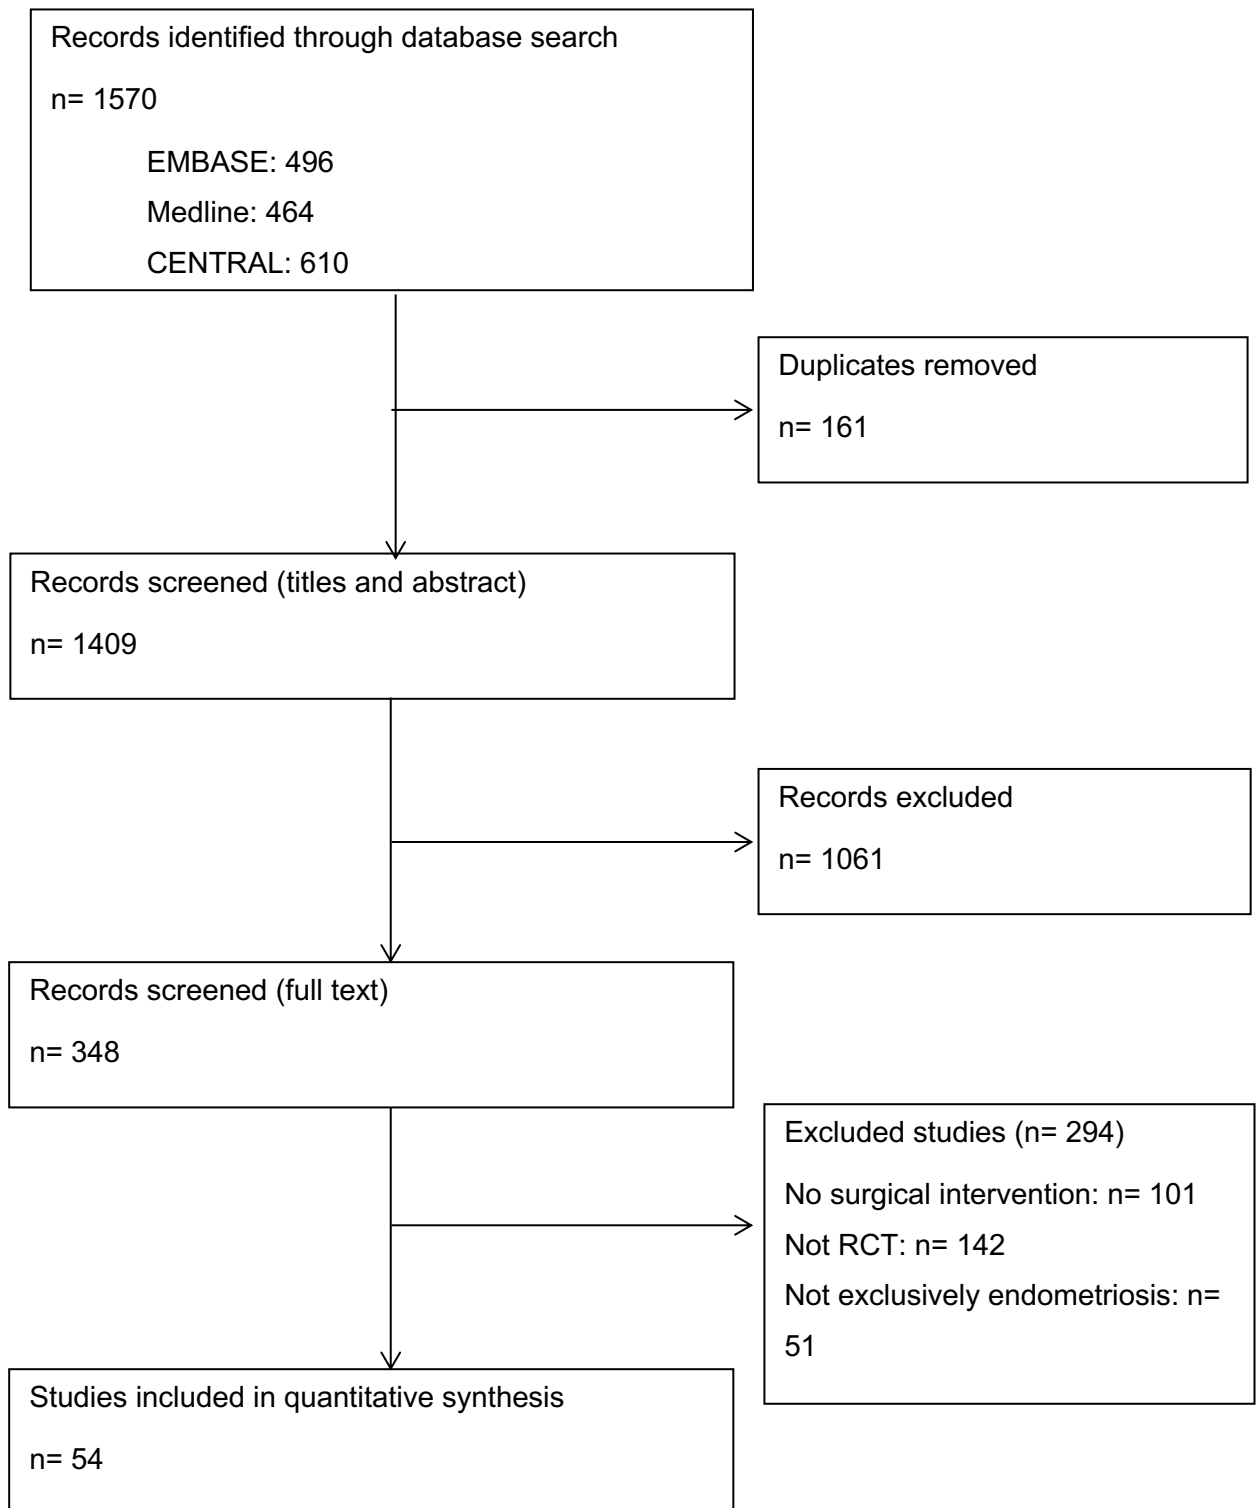 Records identified through database search
n= 1570
EMBASE: 496
Medline: 464
CENTRAL: 610
Duplicates removed
n= 161
Records screened (titles and abstract)
n= 1409
Records excluded
n= 1061
Records screened (full text)
n= 348
Excluded studies (n= 294)
No surgical intervention: n= 101
Not RCT: n= 142
Not exclusively endometriosis: n=
51
Studies included in quantitative synthesis
n= 54